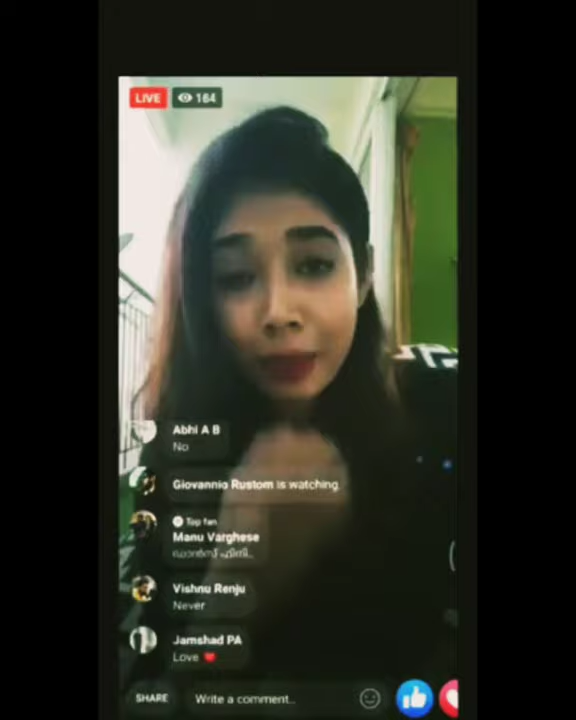 LIVE 184
Abhi A B
No
Giovannio Rustom is watching.
Top fan
Manu Varghese
Vishnu Renju
Never
Jamshad PA
Love ❤
SHARE Write a comment..